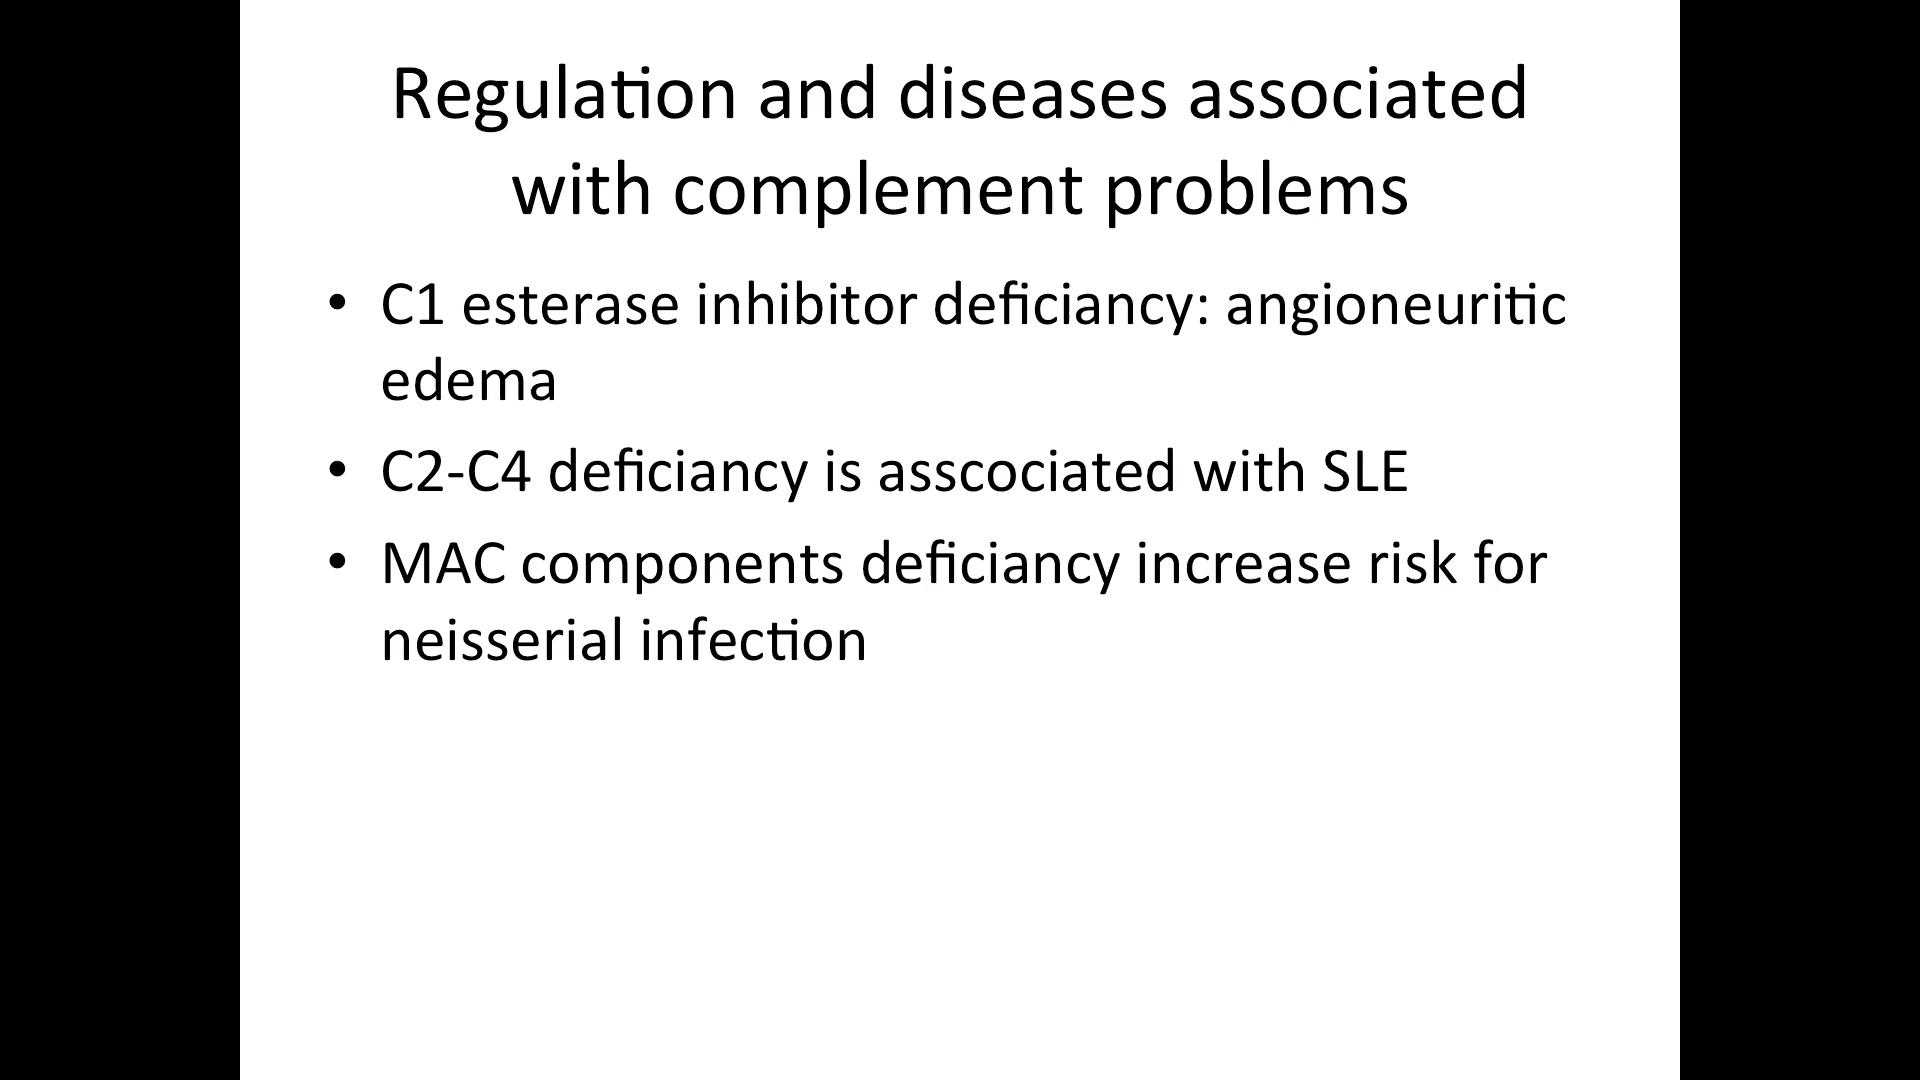 Regulation and diseases associated
with complement problems
• C1 esterase inhibitor deficiancy: angioneuritic
edema
• C2-C4 deficiancy is asscociated with SLE
• MAC components deficiancy increase risk for
neisserial infection